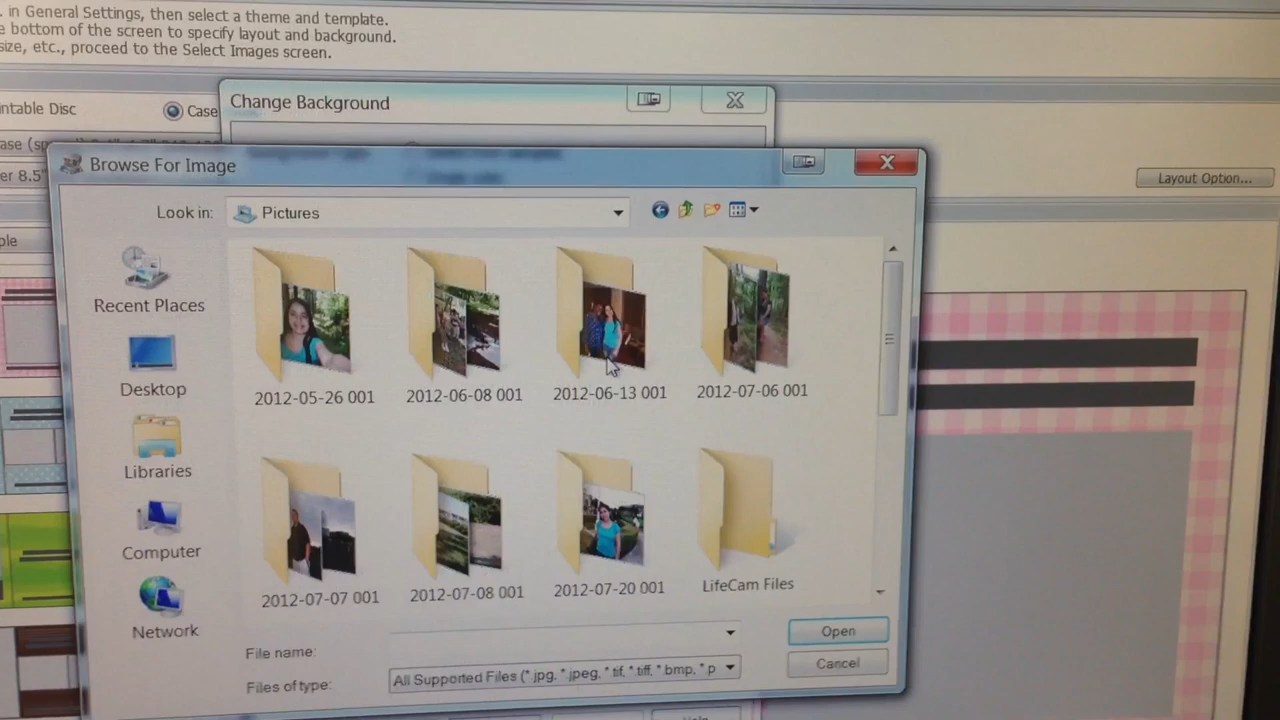 . in General Settings, then select a theme and template.
e bottom of the screen to specify layout and background.
size, etc., proceed to the Select Images screen.
intable Disc
Case
Change Background
ase (sm
er 8.5"
Browse For Image
Layout Option...
Look in:
Pictures
ple
Recent Places
Desktop
Libraries
Computer
Network
2012-05-26 001
2012-06-08 001
2012-06-13 001
2012-07-06 001
2012-07-07 001
2012-07-08 001
2012-07-20 001
LifeCam Files
File name:
Open
Files of type:
All Supported Files (*.jpg, *.jpeg, *.tif, *.tiff, *.bmp, *.p
Cancel
Help